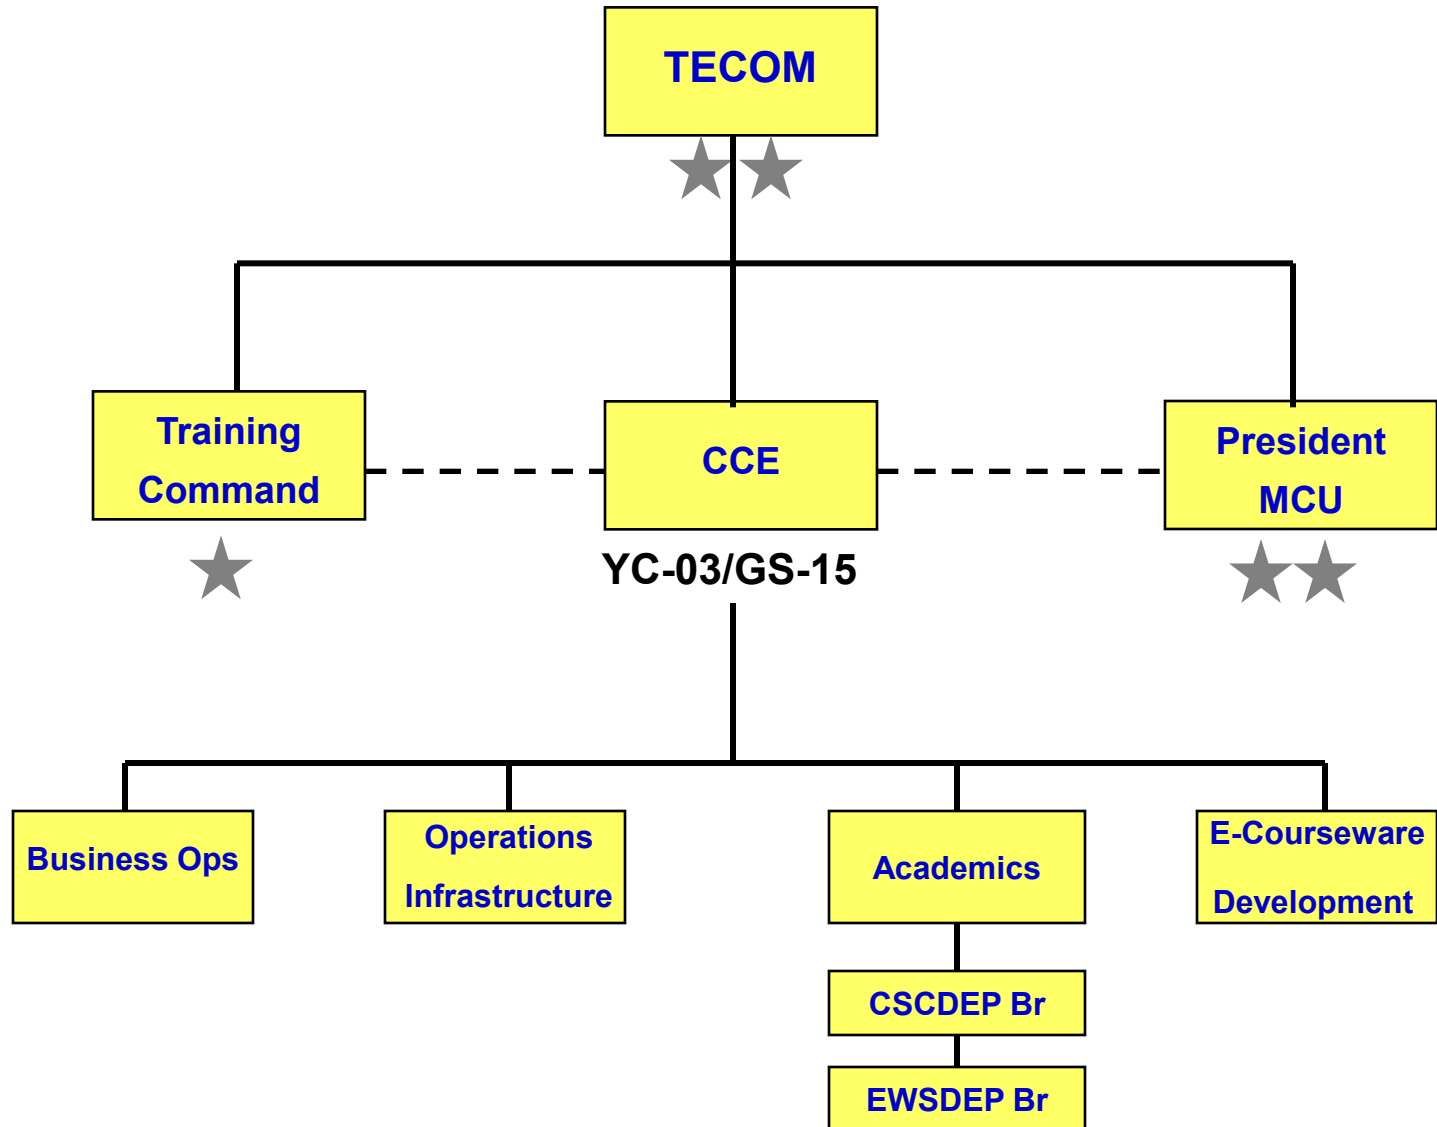 TECOM
Training
Command
CCE
President
MCU
YC-03/GS-15
Business Ops
Operations
Infrastructure
Academics
E-Courseware
Development
CSCDEP Br
EWSDEP Br